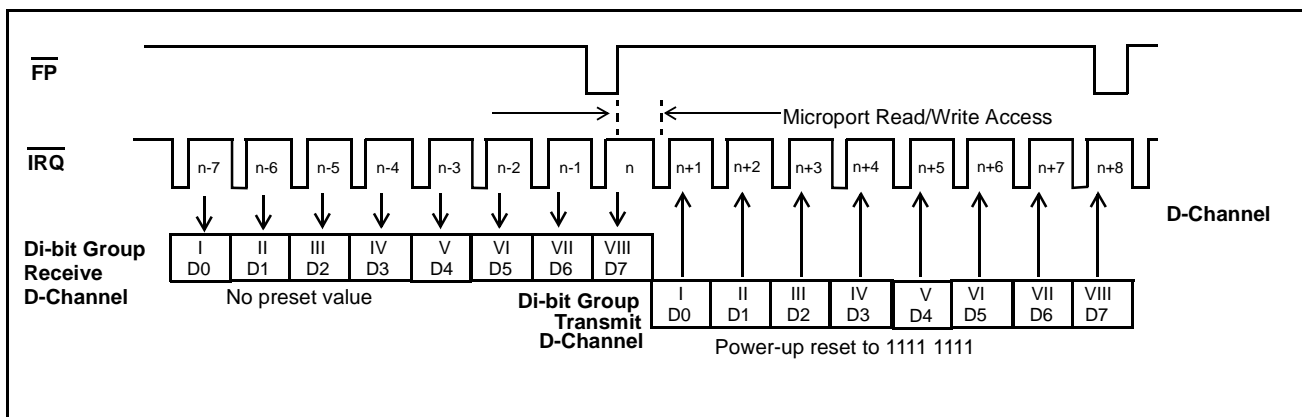 FP
Microport Read/Write Access
IRQ
n-7 n-6 n-5 n-4 n-3 n-2 n-1 n n+1 n+2 n+3 n+4 n+5 n+6 n+7 n+8
D-Channel
Di-bit Group
Receive
D-Channel
I II III IV V VI VII VIII
D0 D1 D2 D3 D4 D5 D6 D7
No preset value
Di-bit Group
Transmit
D-Channel
I II III IV V VI VII VIII
D0 D1 D2 D3 D4 D5 D6 D7
Power-up reset to 1111 1111